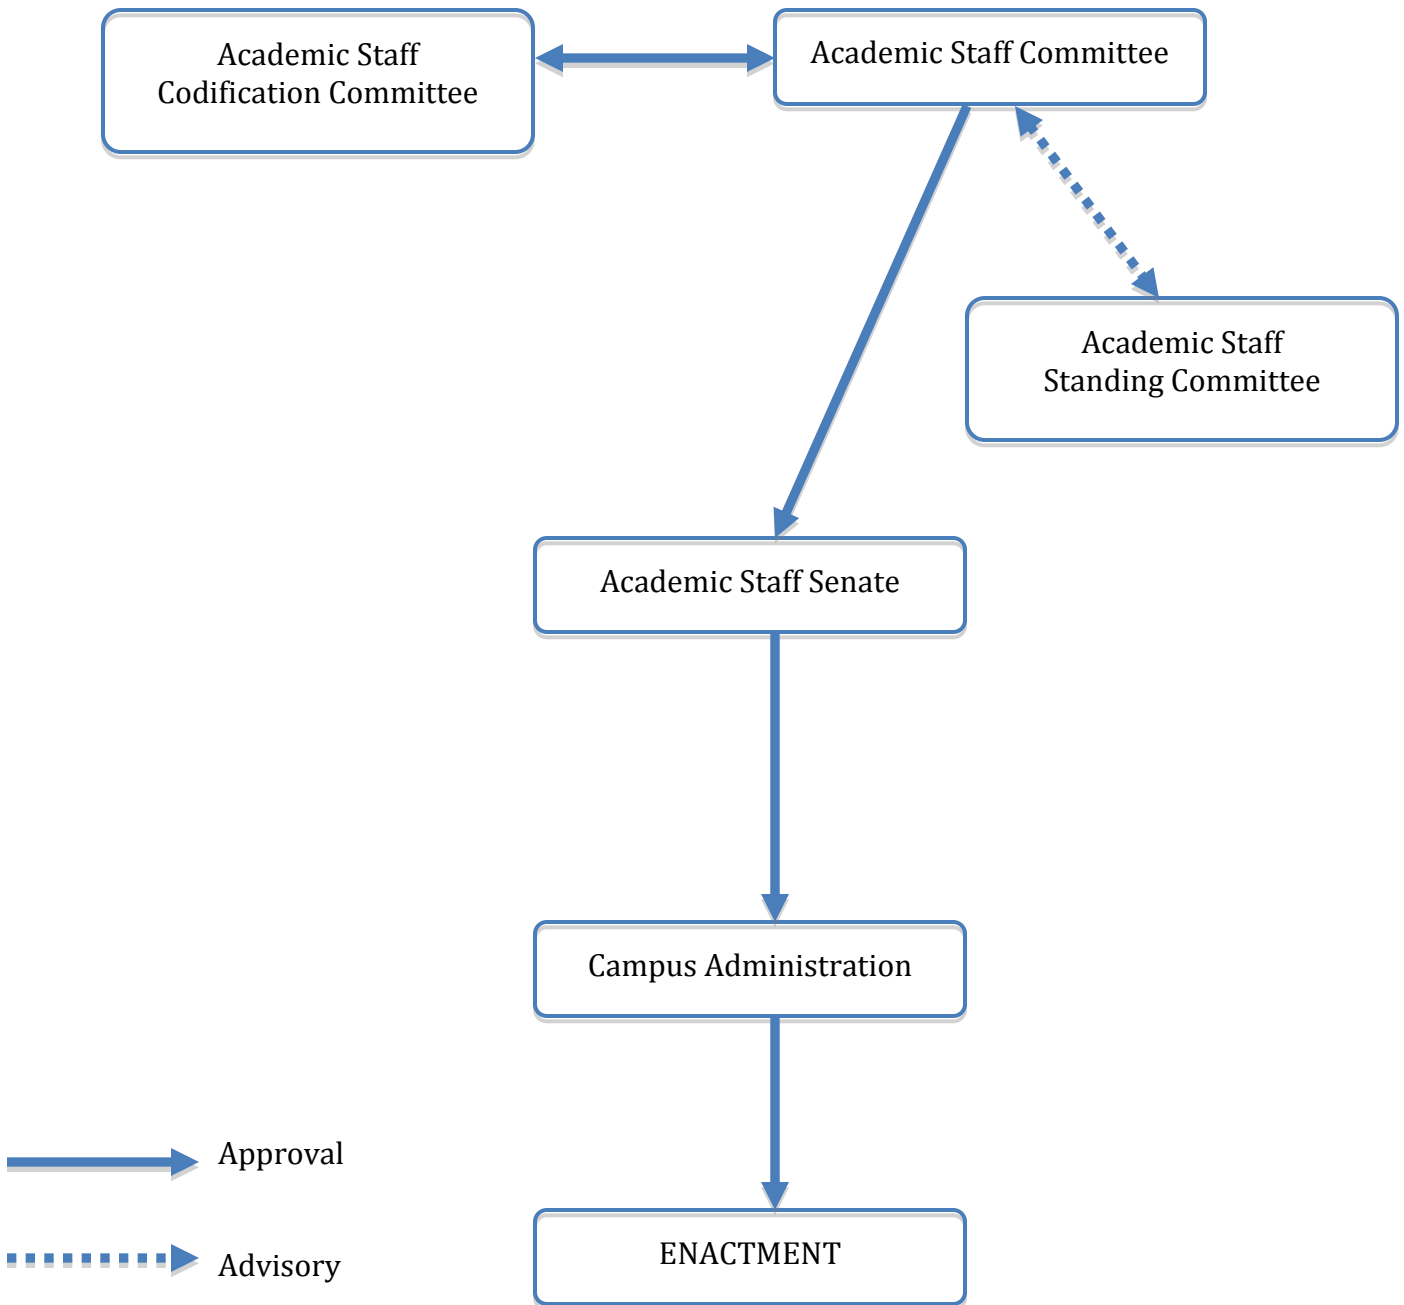 Academic Staff
Codification Committee
Academic Staff Committee
Academic Staff
Standing Committee
Academic Staff Senate
Campus Administration
Approval
ENACTMENT
Advisory